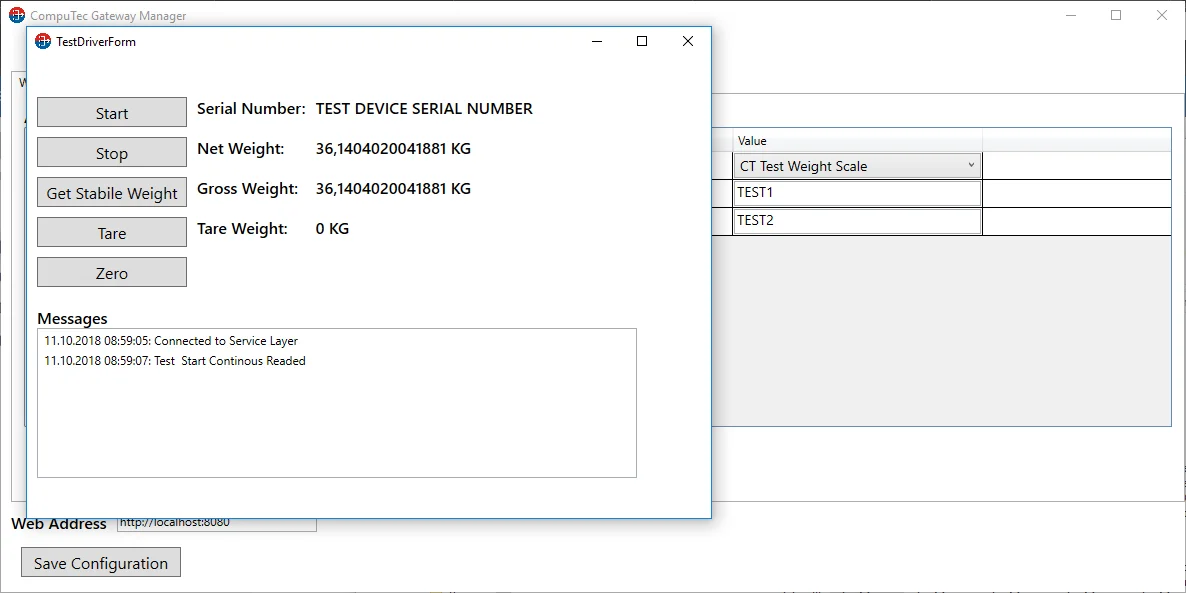 CompuTec Gateway Manager
TestDriverForm
W
Start
Serial Number: TEST DEVICE SERIAL NUMBER
Stop
Net Weight: 36,1404020041881 KG
Get Stabile Weight
Gross Weight: 36,1404020041881 KG
Tare
Tare Weight: 0 KG
Zero
Messages
11.10.2018 08:59:05: Connected to Service Layer
11.10.2018 08:59:07: Test  Start Continous Readed
Value
CT Test Weight Scale
TEST1
TEST2
Web Address http://localhost:8080
Save Configuration